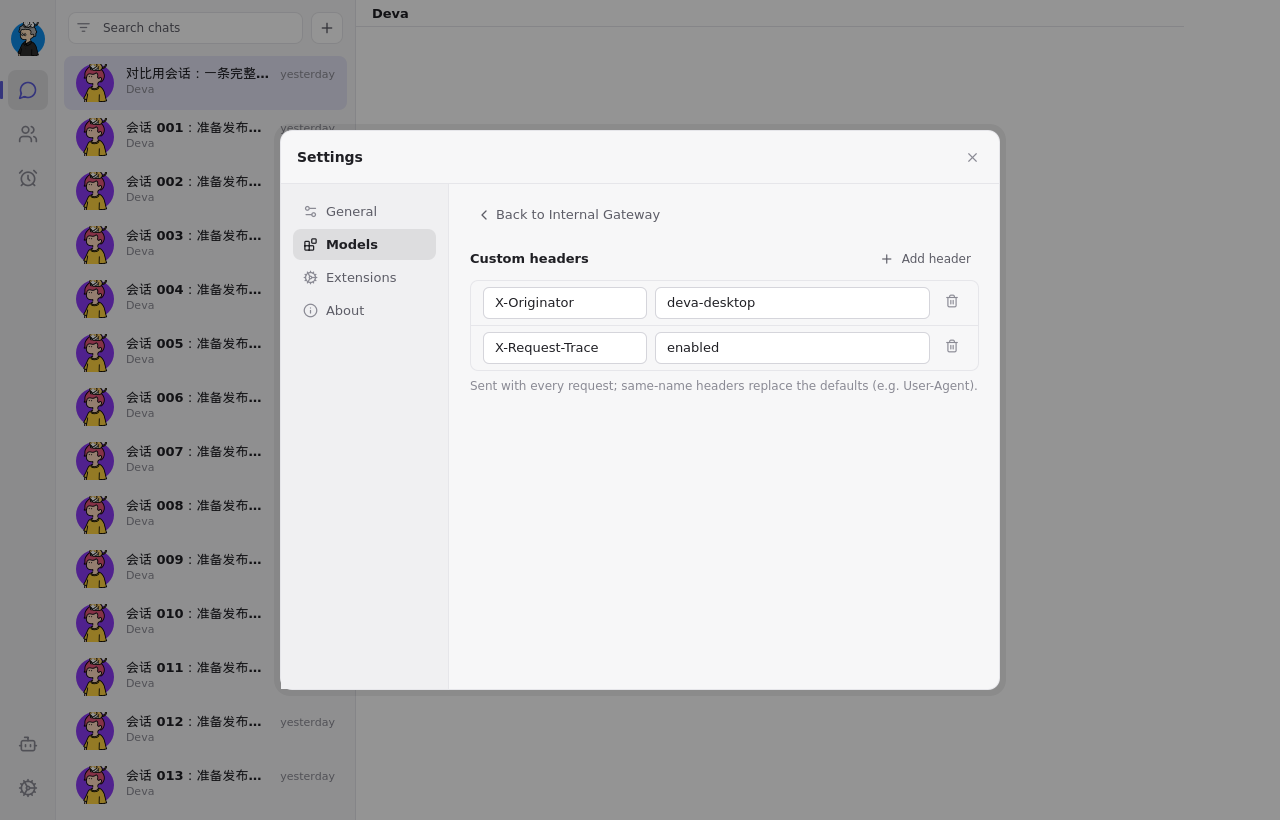 Deva
Search chats
对比用会话：一条完整...
yesterday
Deva
会话 001：准备发布...
yesterday
Deva
会话 002：准备发布...
Deva
会话 003：准备发布...
Deva
会话 004：准备发布...
Deva
会话 005：准备发布...
Deva
会话 006：准备发布...
Deva
会话 007：准备发布...
Deva
会话 008：准备发布...
Deva
会话 009：准备发布...
Deva
会话 010：准备发布...
Deva
会话 011：准备发布...
Deva
会话 012：准备发布...
yesterday
Deva
会话 013：准备发布...
yesterday
Deva
Settings
General
Models
Extensions
About
Back to Internal Gateway
Custom headers
Add header
X-Originator
deva-desktop
X-Request-Trace
enabled
Sent with every request; same-name headers replace the defaults (e.g. User-Agent).